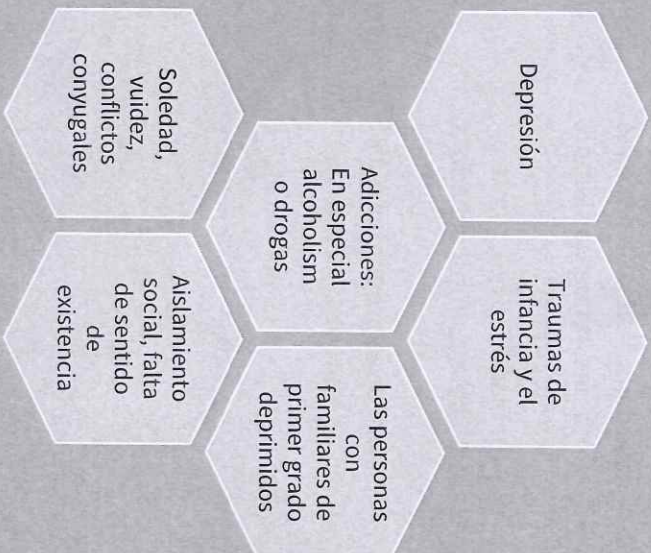 Depresión
Traumas de
infancia y el
estrés
Adicciones:
En especial
alcoholism
o drogas
Las personas
con
familiares de
primer grado
deprimidos
Soledad,
vuidez,
conflictos
conyugales
Aislamiento
social, falta
de sentido
de
existencia